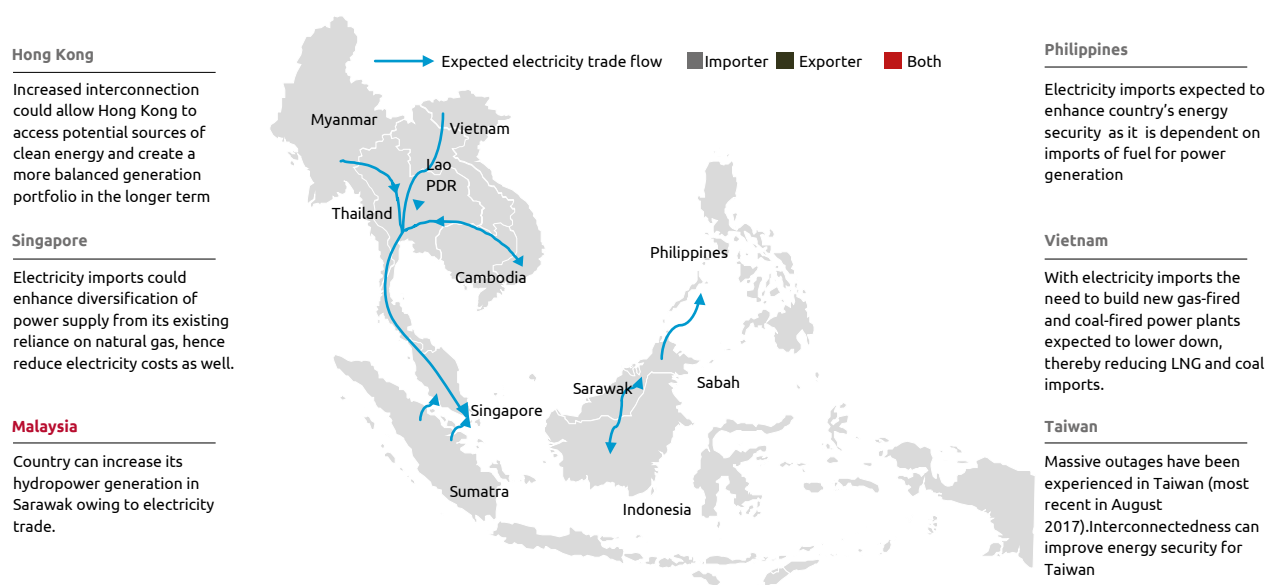 Hong Kong
Increased interconnection
could allow Hong Kong to
access potential sources of
clean energy and create a
more balanced generation
portfolio in the longer term
Singapore
Electricity imports could
enhance diversification of
power supply from its existing
reliance on natural gas, hence
reduce electricity costs as well.
Malaysia
Country can increase its
hydropower generation in
Sarawak owing to electricity
trade.
Expected electricity trade flow
Importer
Exporter
Both
Myanmar
Vietnam
Lao
PDR
Thailand
Cambodia
Philippines
Sarawak
Sabah
Singapore
Sumatra
Indonesia
Philippines
Electricity imports expected to
enhance country’s energy
security as it is dependent on
imports of fuel for power
generation
Vietnam
With electricity imports the
need to build new gas-fired
and coal-fired power plants
expected to lower down,
thereby reducing LNG and coal
imports.
Taiwan
Massive outages have been
experienced in Taiwan (most
recent in August
2017).Interconnectedness can
improve energy security for
Taiwan